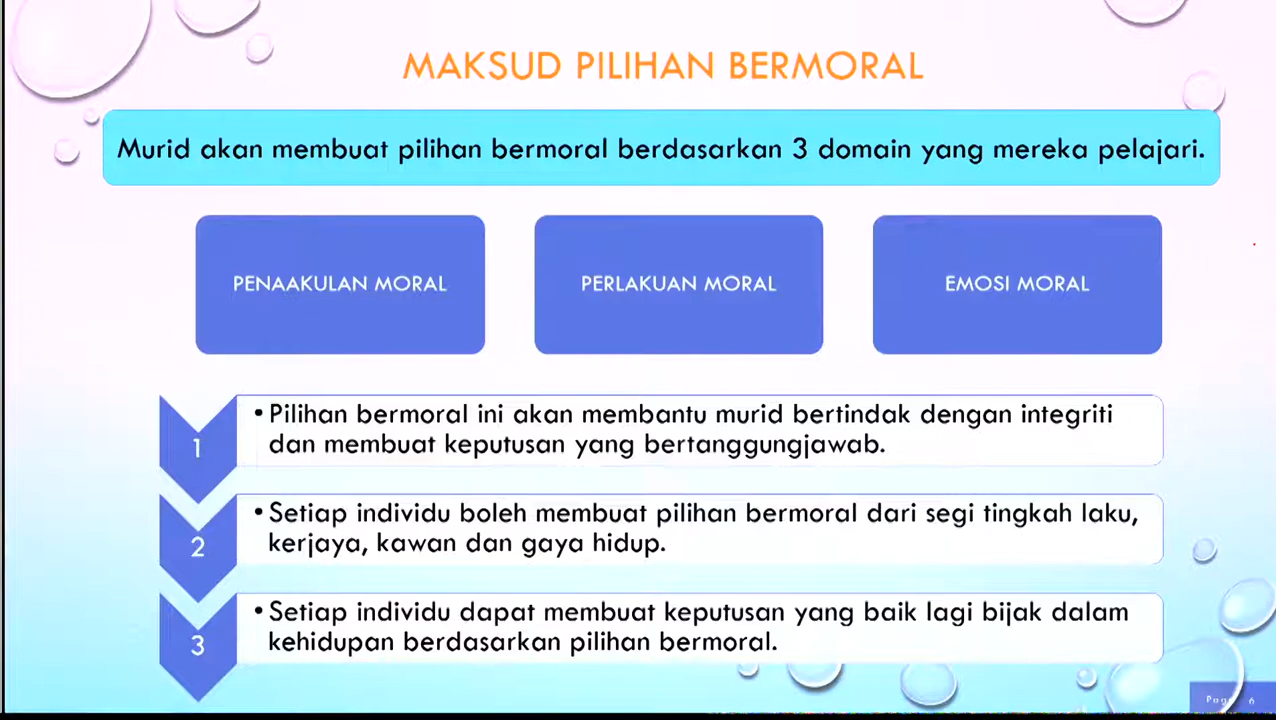 MAKSUD PILIHAN BERMORAL
Murid akan membuat pilihan bermoral berdasarkan 3 domain yang mereka pelajari.
PENAAKULAN MORAL
PERLAKUAN MORAL
EMOSI MORAL
1
• Pilihan bermoral ini akan membantu murid bertindak dengan integriti
dan membuat keputusan yang bertanggungjawab.
2
• Setiap individu boleh membuat pilihan bermoral dari segi tingkah laku,
kerjaya, kawan dan gaya hidup.
3
• Setiap individu dapat membuat keputusan yang baik lagi bijak dalam
kehidupan berdasarkan pilihan bermoral.
Page 6